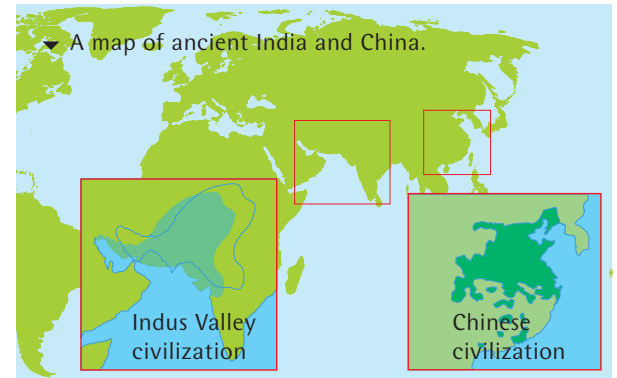 A map of ancient India and China.
Indus Valley
civilization
Chinese
civilization